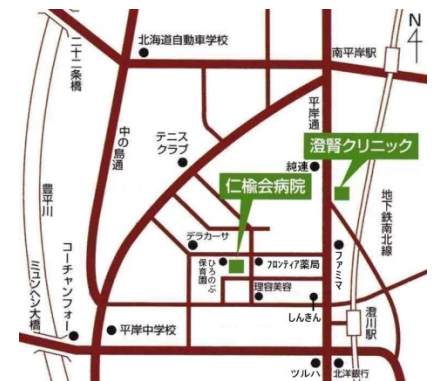 N
二十二条橋
北海道自動車学校
南平岸駅
平岸通
中の島通
テニス
クラブ
純連
澄腎クリニック
仁楡会病院
豊平川
地下鉄南北線
デラカーサ
ひろのぶ
保育園
フロンティア薬局
ファミマ
コーチャンフォー
ミュンヘン大橋
理容美容
しんきん
澄川駅
平岸中学校
ツルハ
北洋銀行